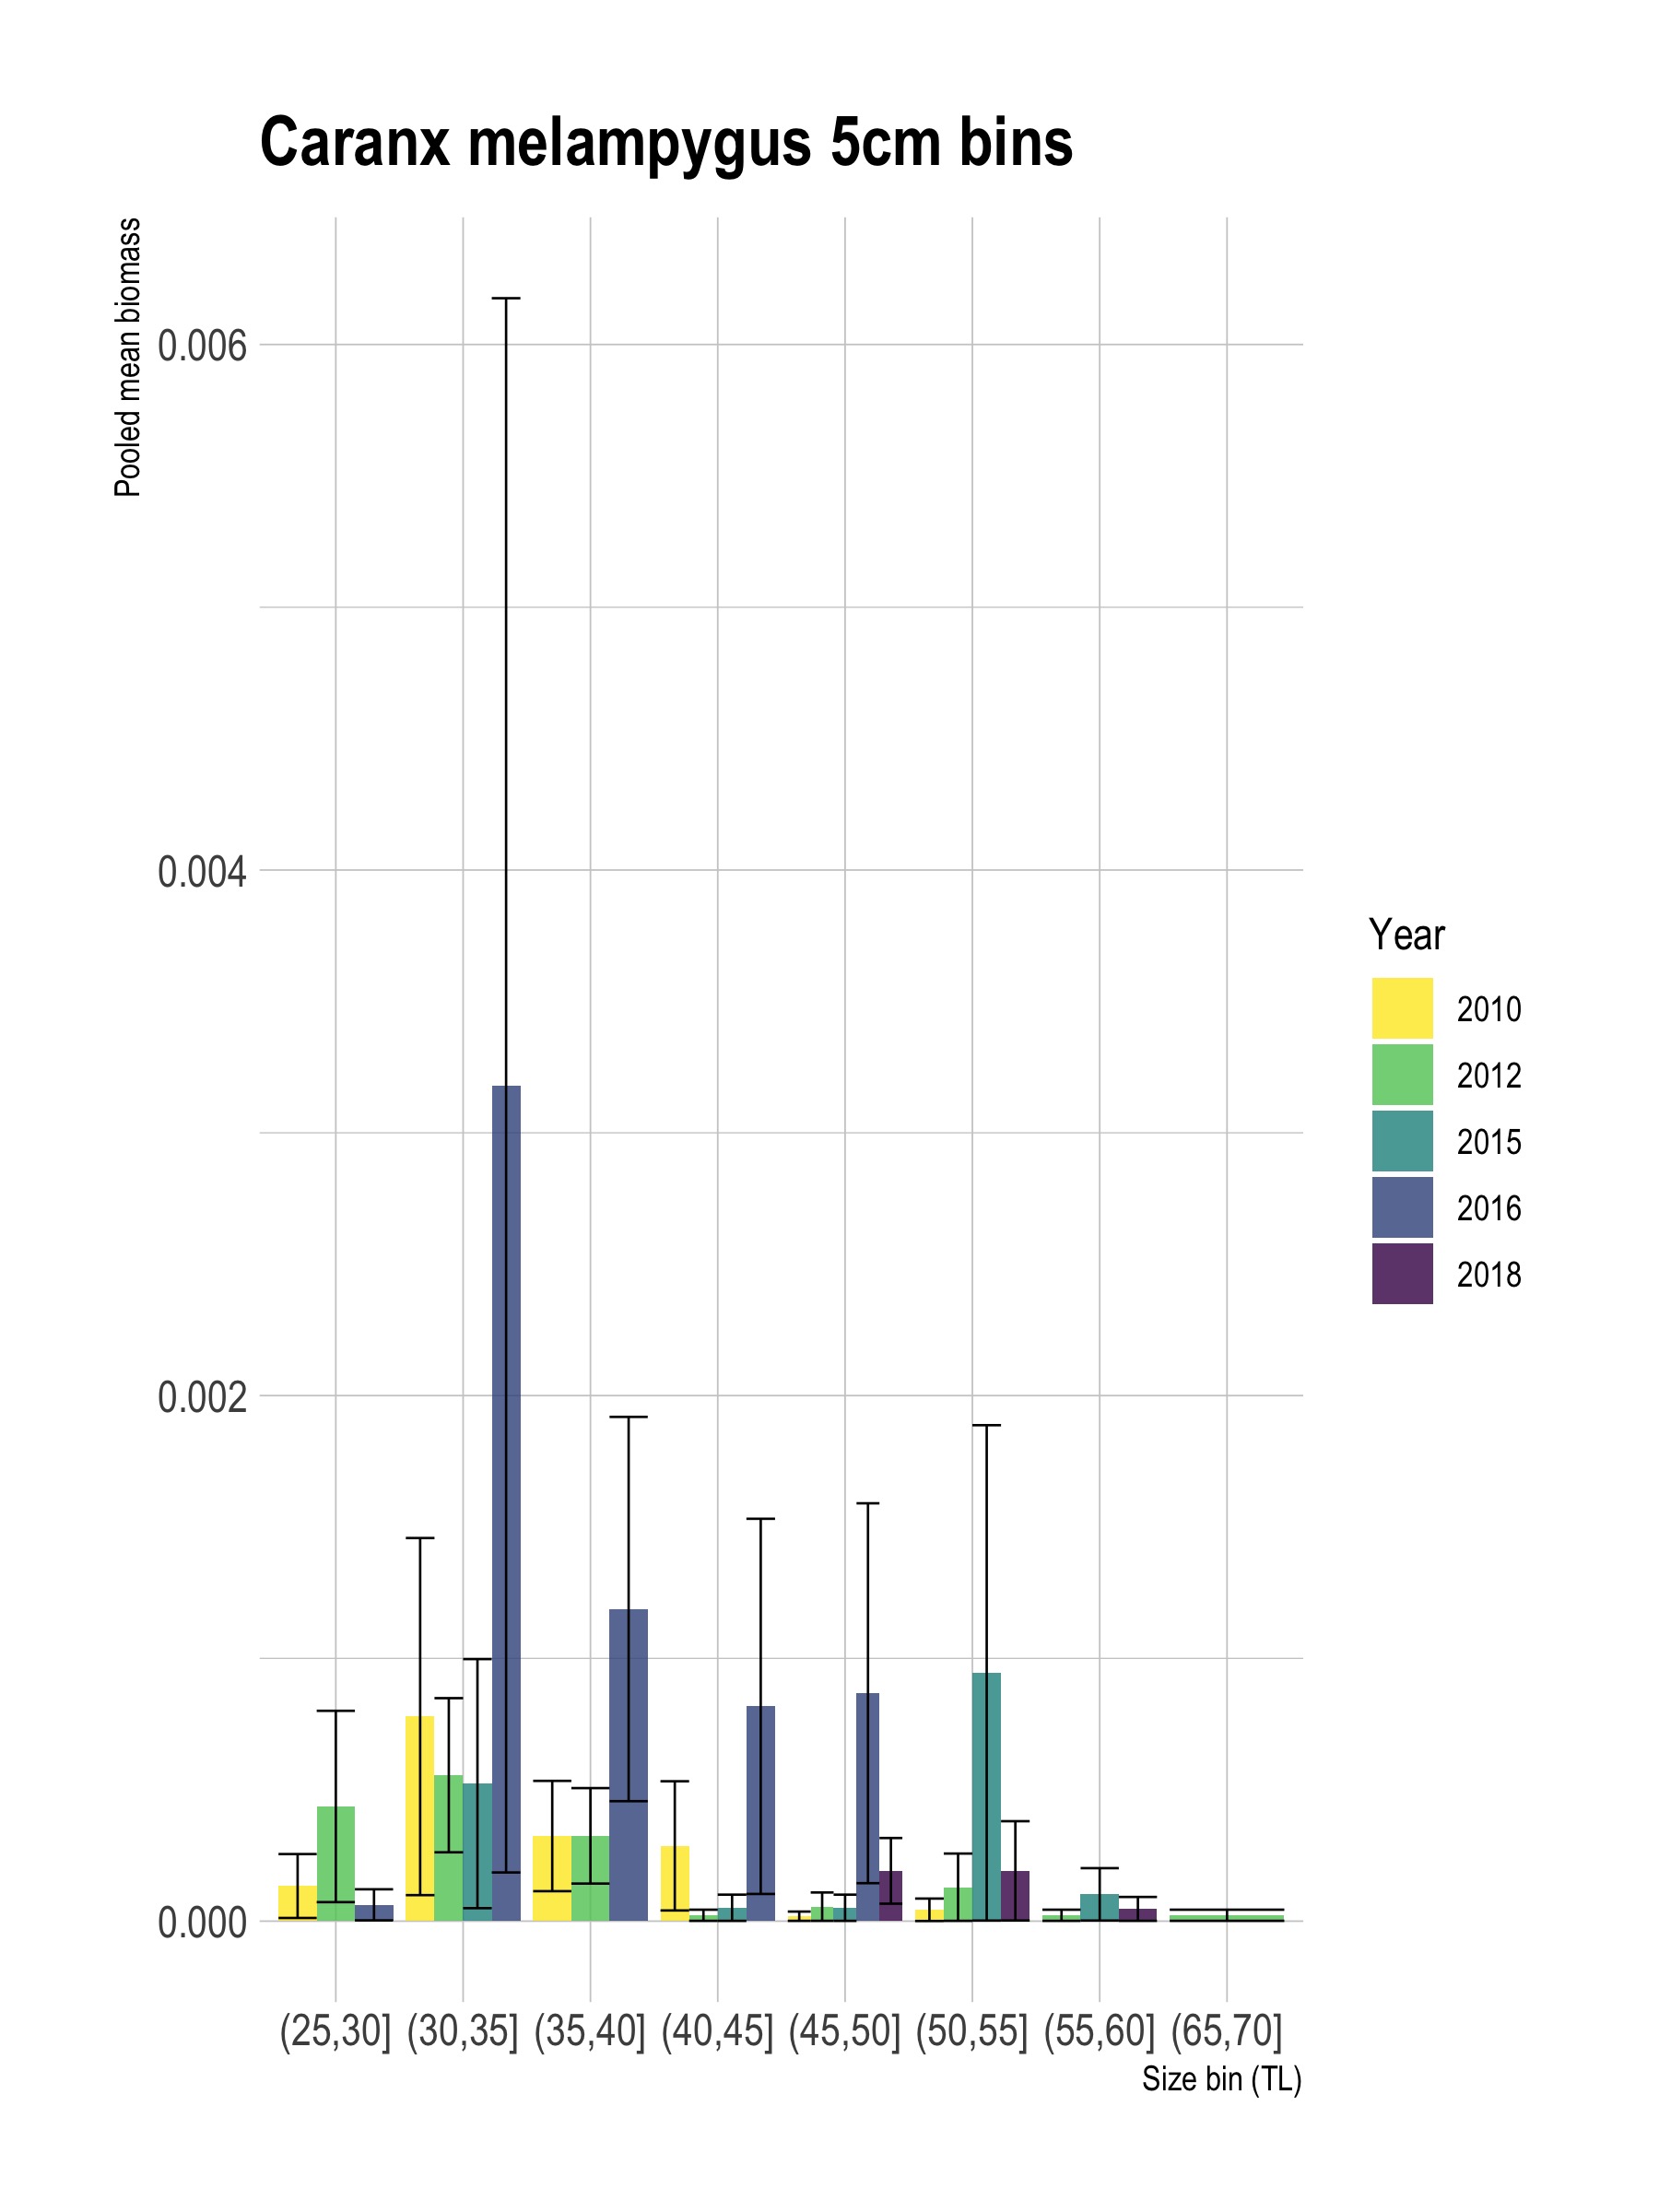 Caranx melampygus 5cm bins
Pooled mean biomass
0.006
0.004
0.002
0.000
(25,30] (30,35] (35,40] (40,45] (45,50] (50,55] (55,60] (65,70]
Size bin (TL)
Year
2010
2012
2015
2016
2018